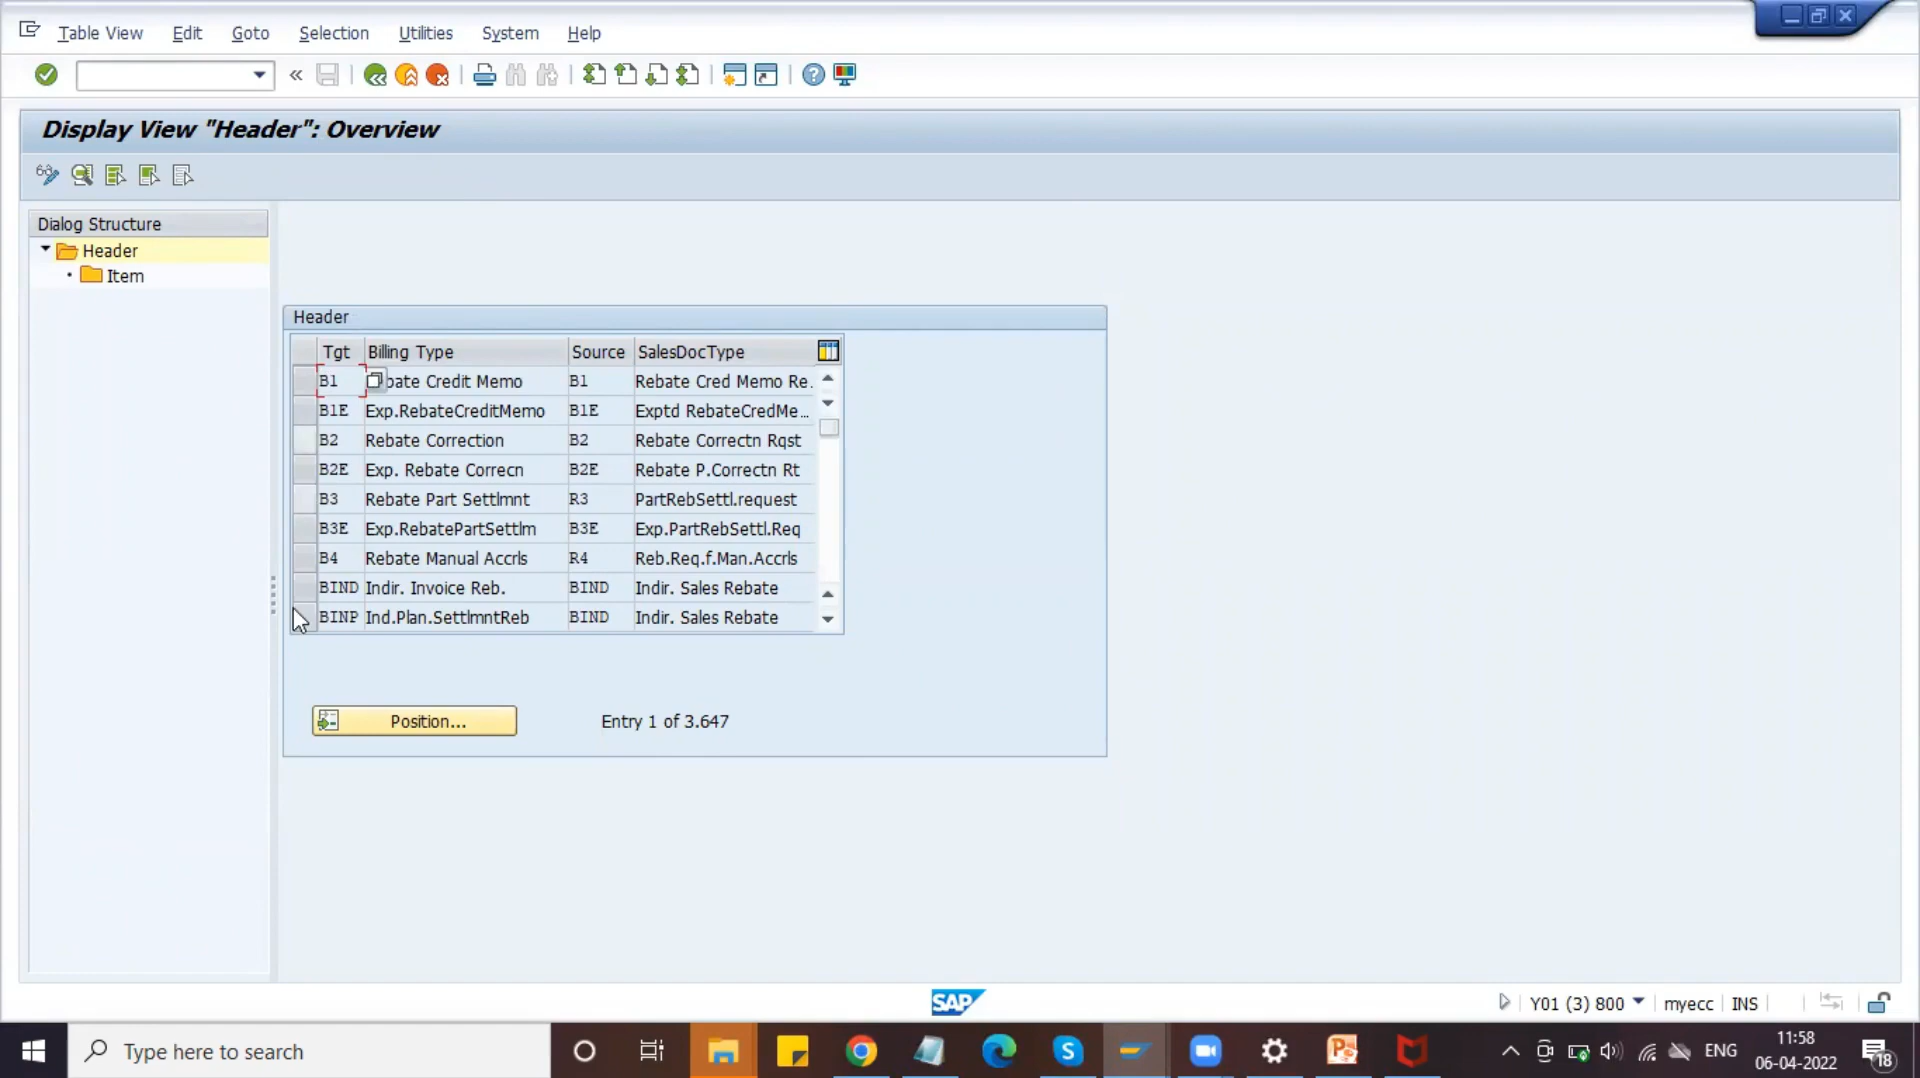 Table View Edit Goto Selection Utilities System Help
Display View "Header": Overview
Dialog Structure
Header
Item
Header
Tgt Billing Type Source SalesDocType
B1 bate Credit Memo B1 Rebate Cred Memo Re.
B1E Exp.RebateCreditMemo B1E Exptd RebateCredMe...
B2 Rebate Correction B2 Rebate Correctn Rqst
B2E Exp. Rebate Correcn B2E Rebate P.Correctn Rt
B3 Rebate Part Settlmnt R3 PartRebSettl.request
B3E Exp.RebatePartSettlm B3E Exp.PartRebSettl.Req
B4 Rebate Manual Accrls R4 Reb.Req.f.Man.Accrls
BIND Indir. Invoice Reb. BIND Indir. Sales Rebate
BINP Ind.Plan.SettlmntReb BIND Indir. Sales Rebate
Position... Entry 1 of 3.647
SAP
Y01 (3) 800 myecc INS
Type here to search
ENG
11:58
06-04-2022
18